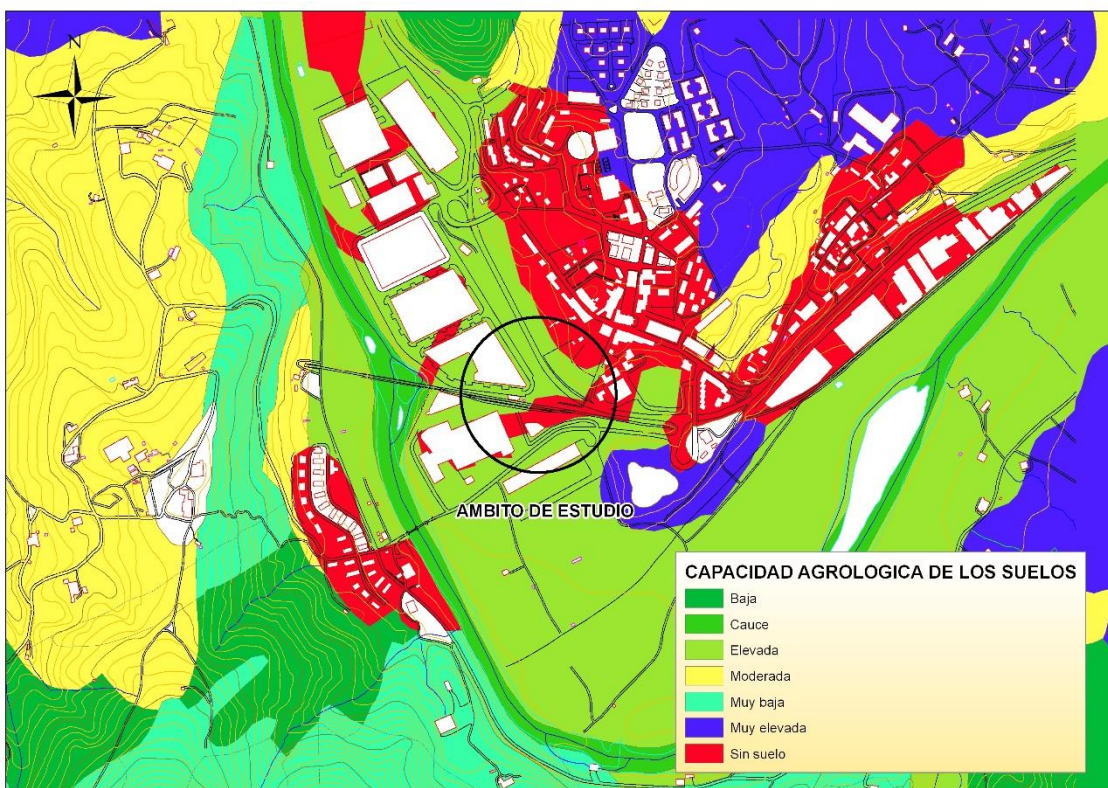 N
AMBITO DE ESTUDIO
CAPACIDAD AGROLOGICA DE LOS SUELOS
Baja
Cauce
Elevada
Moderada
Muy baja
Muy elevada
Sin suelo